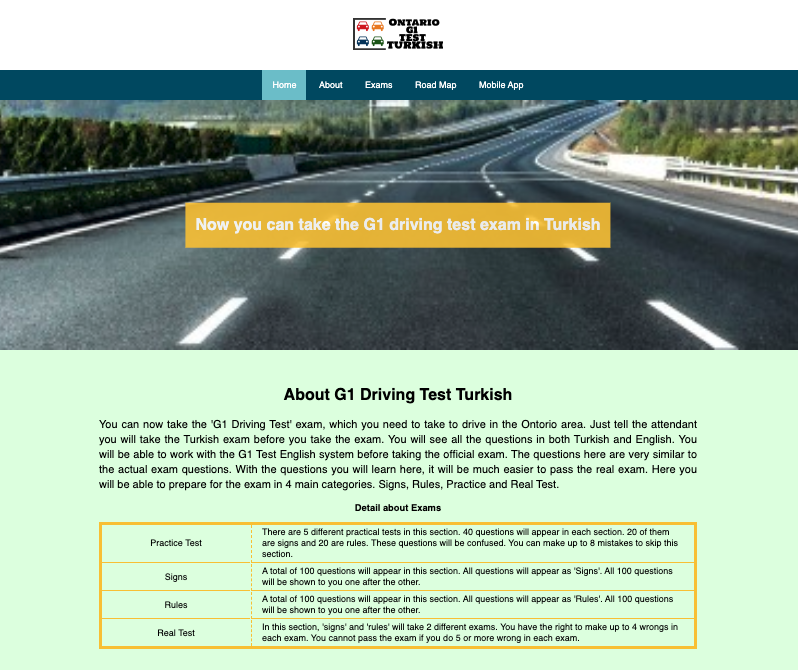 ONTARIO
G1
TEST
TURKISH
Home About Exams Road Map Mobile App
Now you can take the G1 driving test exam in Turkish
About G1 Driving Test Turkish
You can now take the 'G1 Driving Test' exam, which you need to take to drive in the Ontorio area. Just tell the attendant
you will take the Turkish exam before you take the exam. You will see all the questions in both Turkish and English. You
will be able to work with the G1 Test English system before taking the official exam. The questions here are very similar to
the actual exam questions. With the questions you will learn here, it will be much easier to pass the real exam. Here you
will be able to prepare for the exam in 4 main categories. Signs, Rules, Practice and Real Test.
Detail about Exams
Practice Test
There are 5 different practical tests in this section. 40 questions will appear in each section. 20 of them
are signs and 20 are rules. These questions will be confused. You can make up to 8 mistakes to skip this
section.
Signs
A total of 100 questions will appear in this section. All questions will appear as 'Signs'. All 100 questions
will be shown to you one after the other.
Rules
A total of 100 questions will appear in this section. All questions will appear as 'Rules'. All 100 questions
will be shown to you one after the other.
Real Test
In this section, 'signs' and 'rules' will take 2 different exams. You have the right to make up to 4 wrongs in
each exam. You cannot pass the exam if you do 5 or more wrong in each exam.